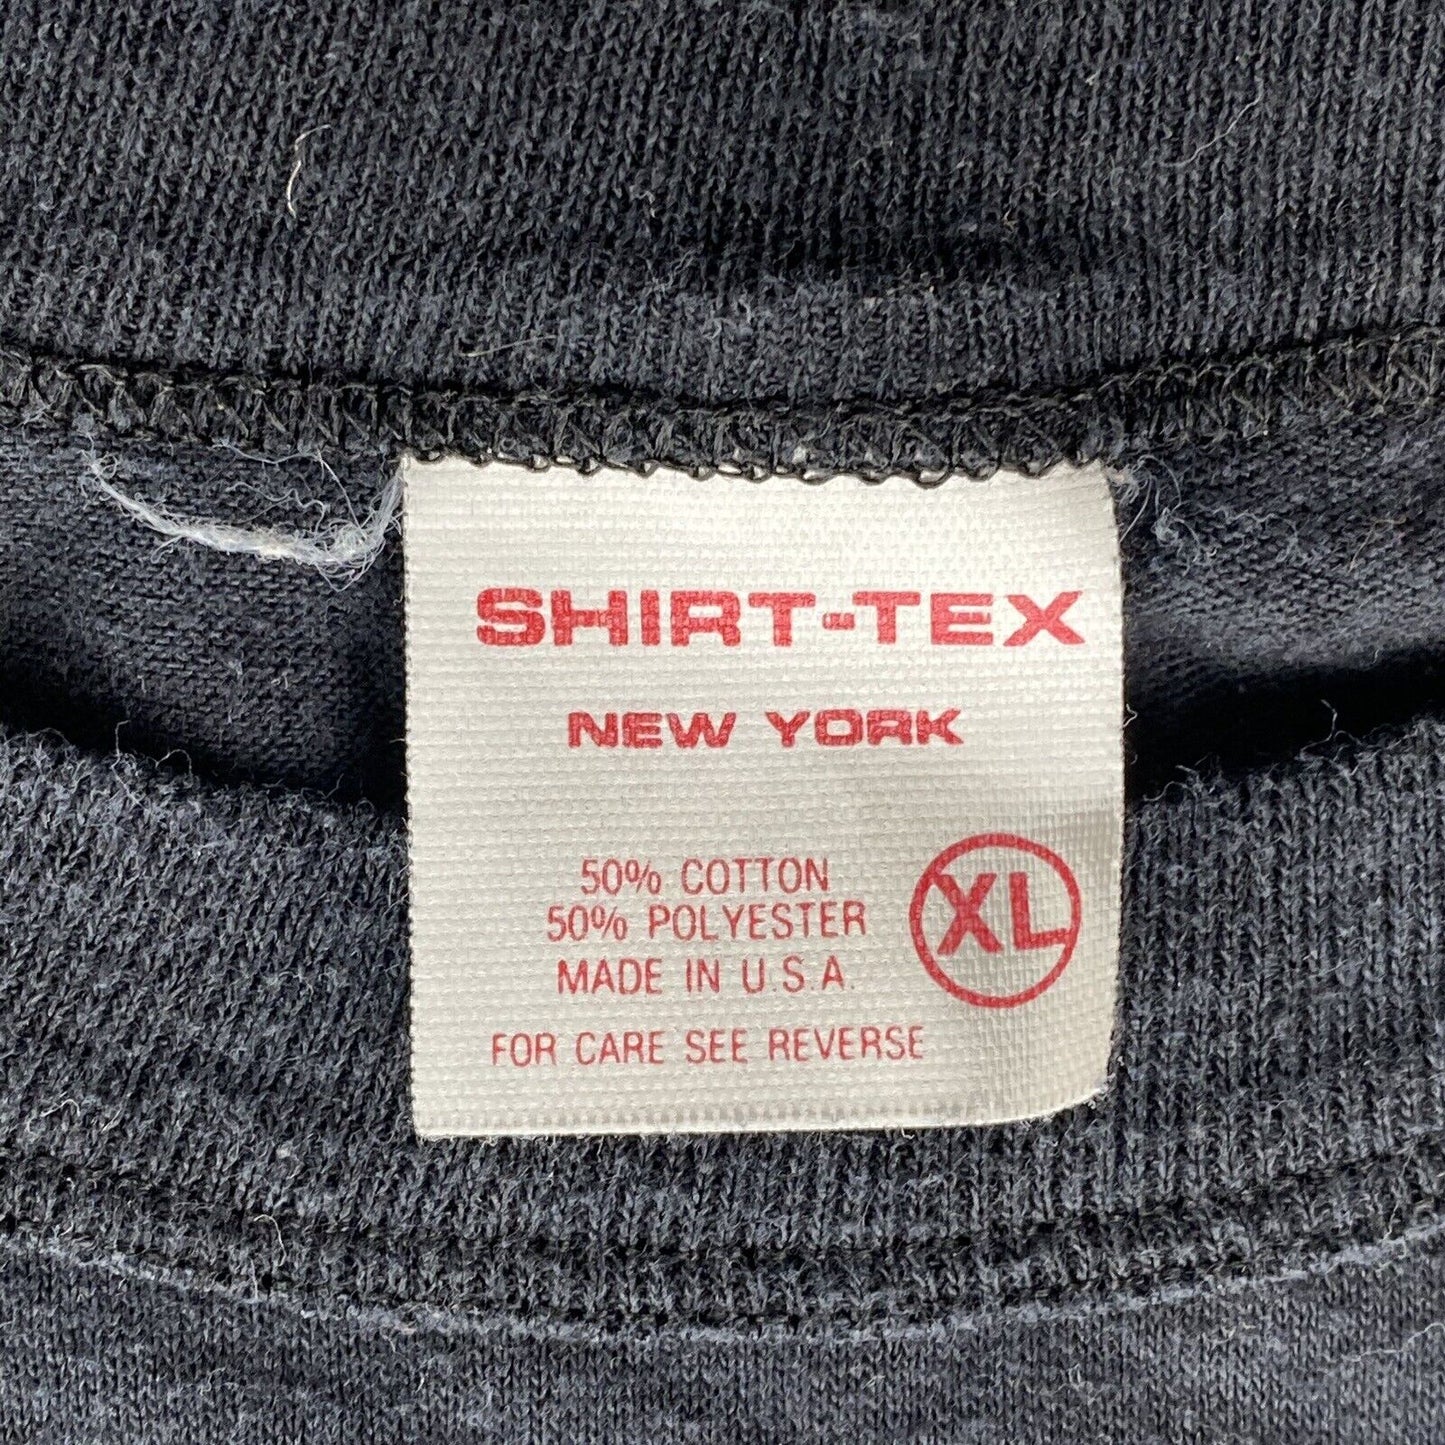 SHIRT-TEX
NEW YORK
50% COTTON
50% POLYESTER
MADE IN U.S.A.
XL
FOR CARE SEE REVERSE